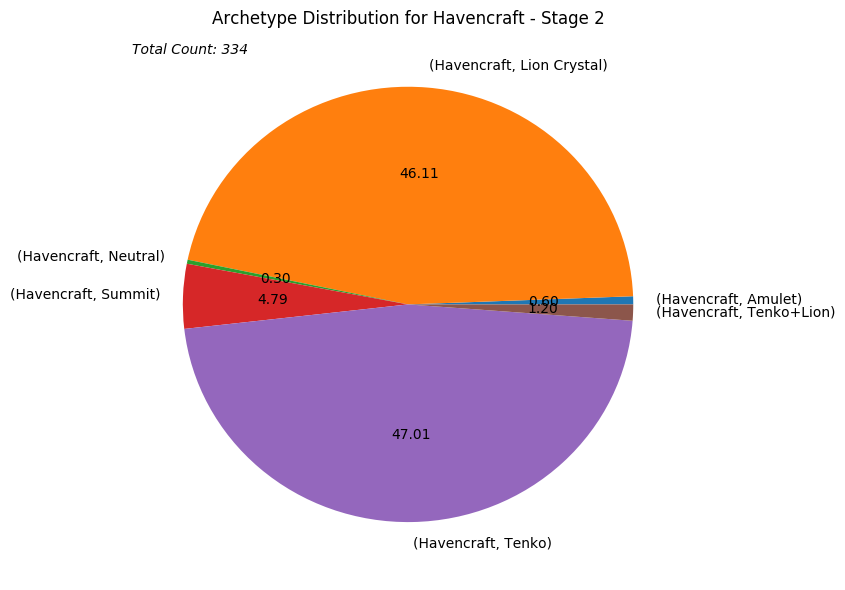 Archetype Distribution for Havencraft - Stage 2
Total Count: 334
(Havencraft, Lion Crystal)
46.11
(Havencraft, Neutral)
0.30
(Havencraft, Summit)
4.79
0.60
(Havencraft, Amulet)
1.20
(Havencraft, Tenko+Lion)
47.01
(Havencraft, Tenko)